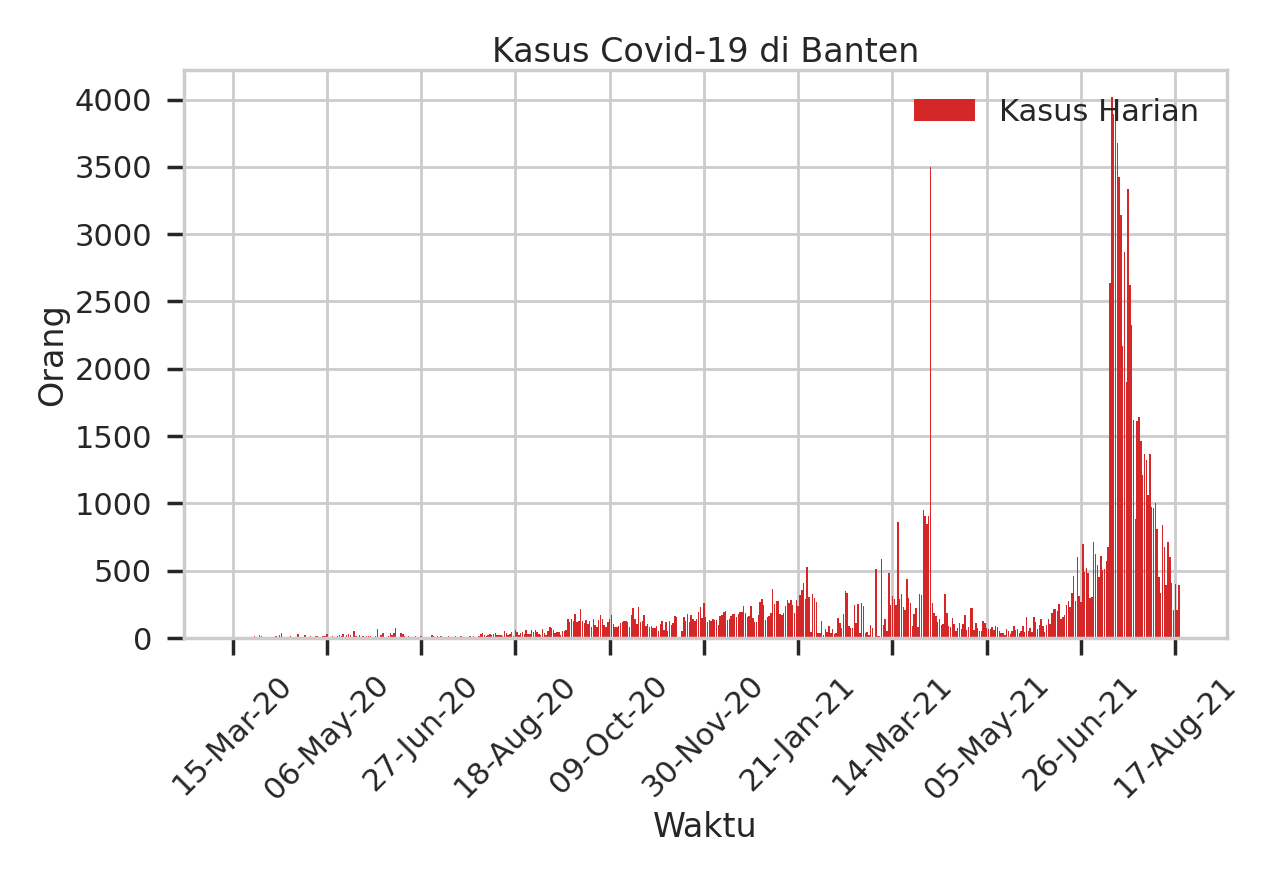 Kasus Covid-19 di Banten
Kasus Harian
4000
3500
3000
2500
2000
1500
1000
500
0
Orang
15-Mar-20
06-May-20
27-Jun-20
18-Aug-20
09-Oct-20
30-Nov-20
21-Jan-21
14-Mar-21
05-May-21
26-Jun-21
17-Aug-21
Waktu